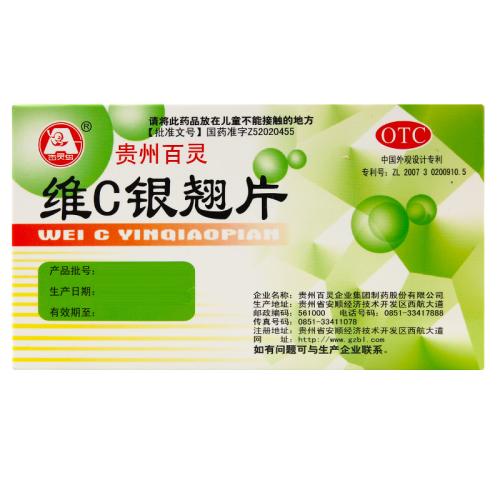 请将此药品放在儿童不能接触的地方
【批准文号】国药准字Z52020455
®
OTC
贵州百灵
中国外观设计专利
专利号: ZL 2007 3 0200910.5
维C银翘片
WEI C YINQIAOPIAN
产品批号:
生产日期:
有效期至:
企业名称: 贵州百灵企业集团制药股份有限公司
生产地址: 贵州省安顺经济技术开发区西航大道
邮政编码: 561000 电话号码: 0851-33417888
传真号码: 0851-33411078
注册地址: 贵州省安顺经济技术开发区西航大道
网 址: http://www.gzbl.com
如有问题可与生产企业联系。